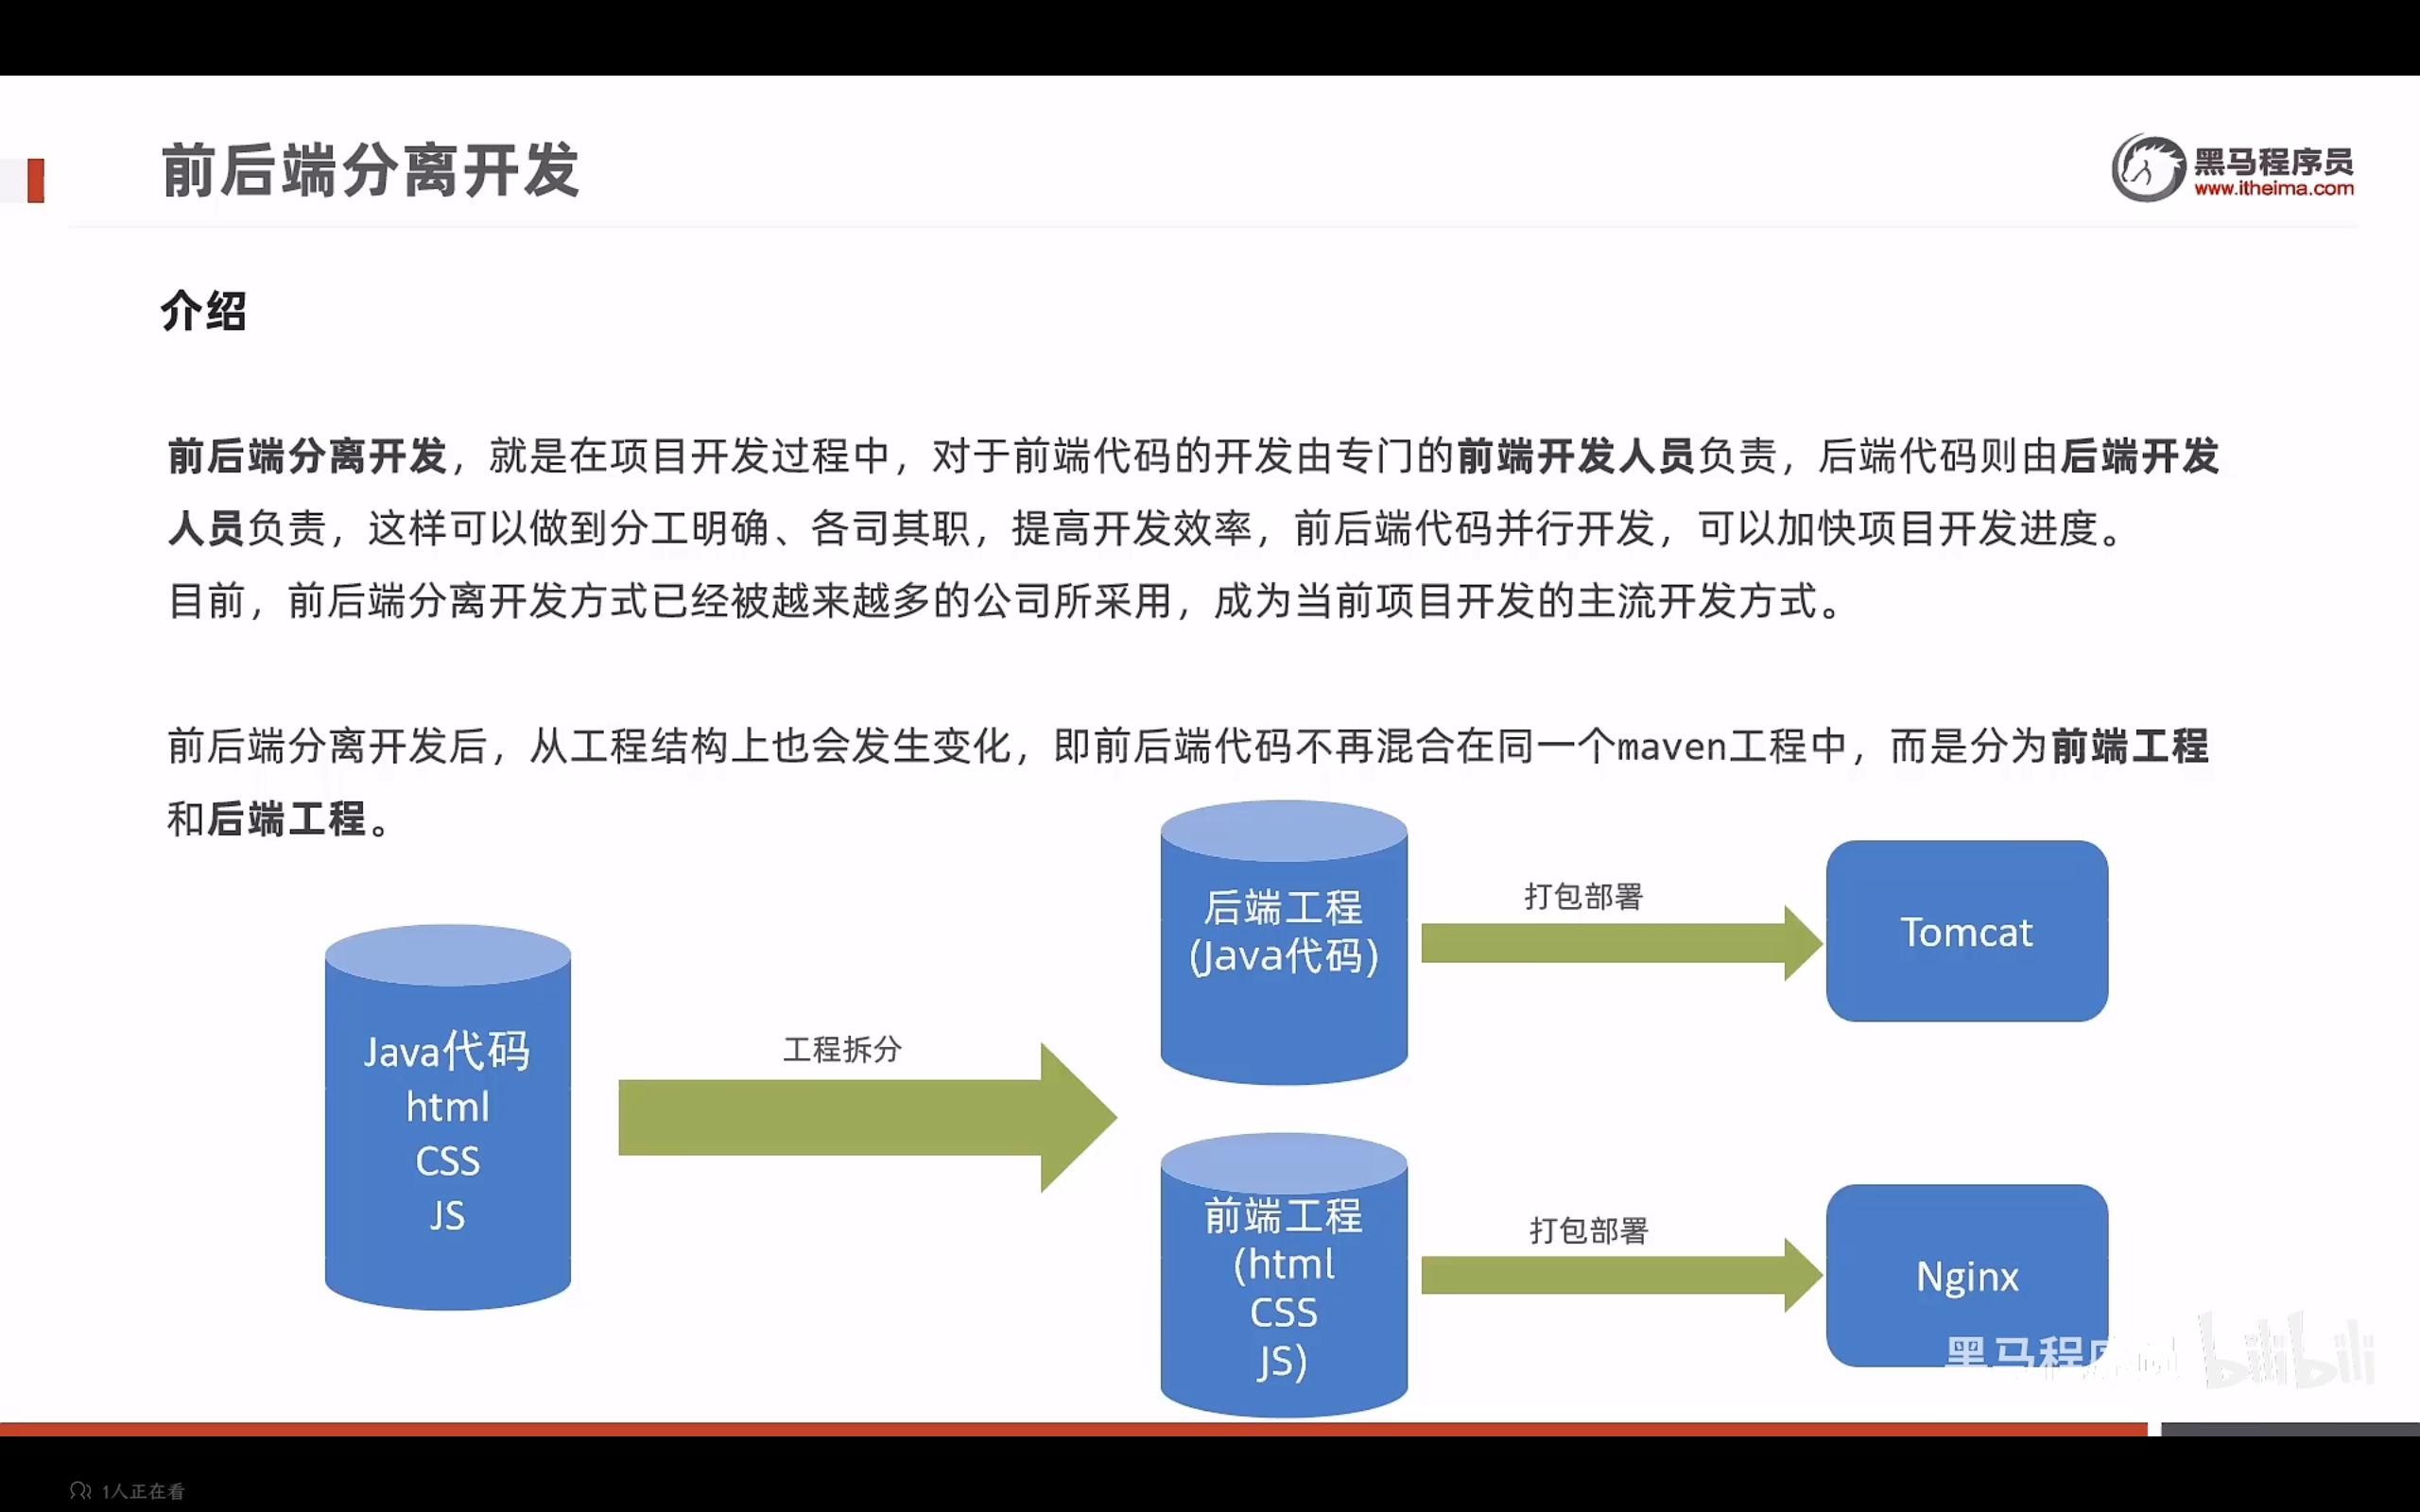 前后端分离开发
黑马程序员
www.itheima.com
介绍
前后端分离开发，就是在项目开发过程中，对于前端代码的开发由专门的前端开发人员负责，后端代码则由后端开发
人员负责，这样可以做到分工明确、各司其职，提高开发效率，前后端代码并行开发，可以加快项目开发进度。
目前，前后端分离开发方式已经被越来越多的公司所采用，成为当前项目开发的主流开发方式。
前后端分离开发后，从工程结构上也会发生变化，即前后端代码不再混合在同一个maven工程中，而是分为前端工程
和后端工程。
Java代码
html
CSS
JS
工程拆分
后端工程
(Java代码)
打包部署
Tomcat
前端工程
(html
CSS
JS)
打包部署
Nginx
黑马程序员 bilibili
1人正在看